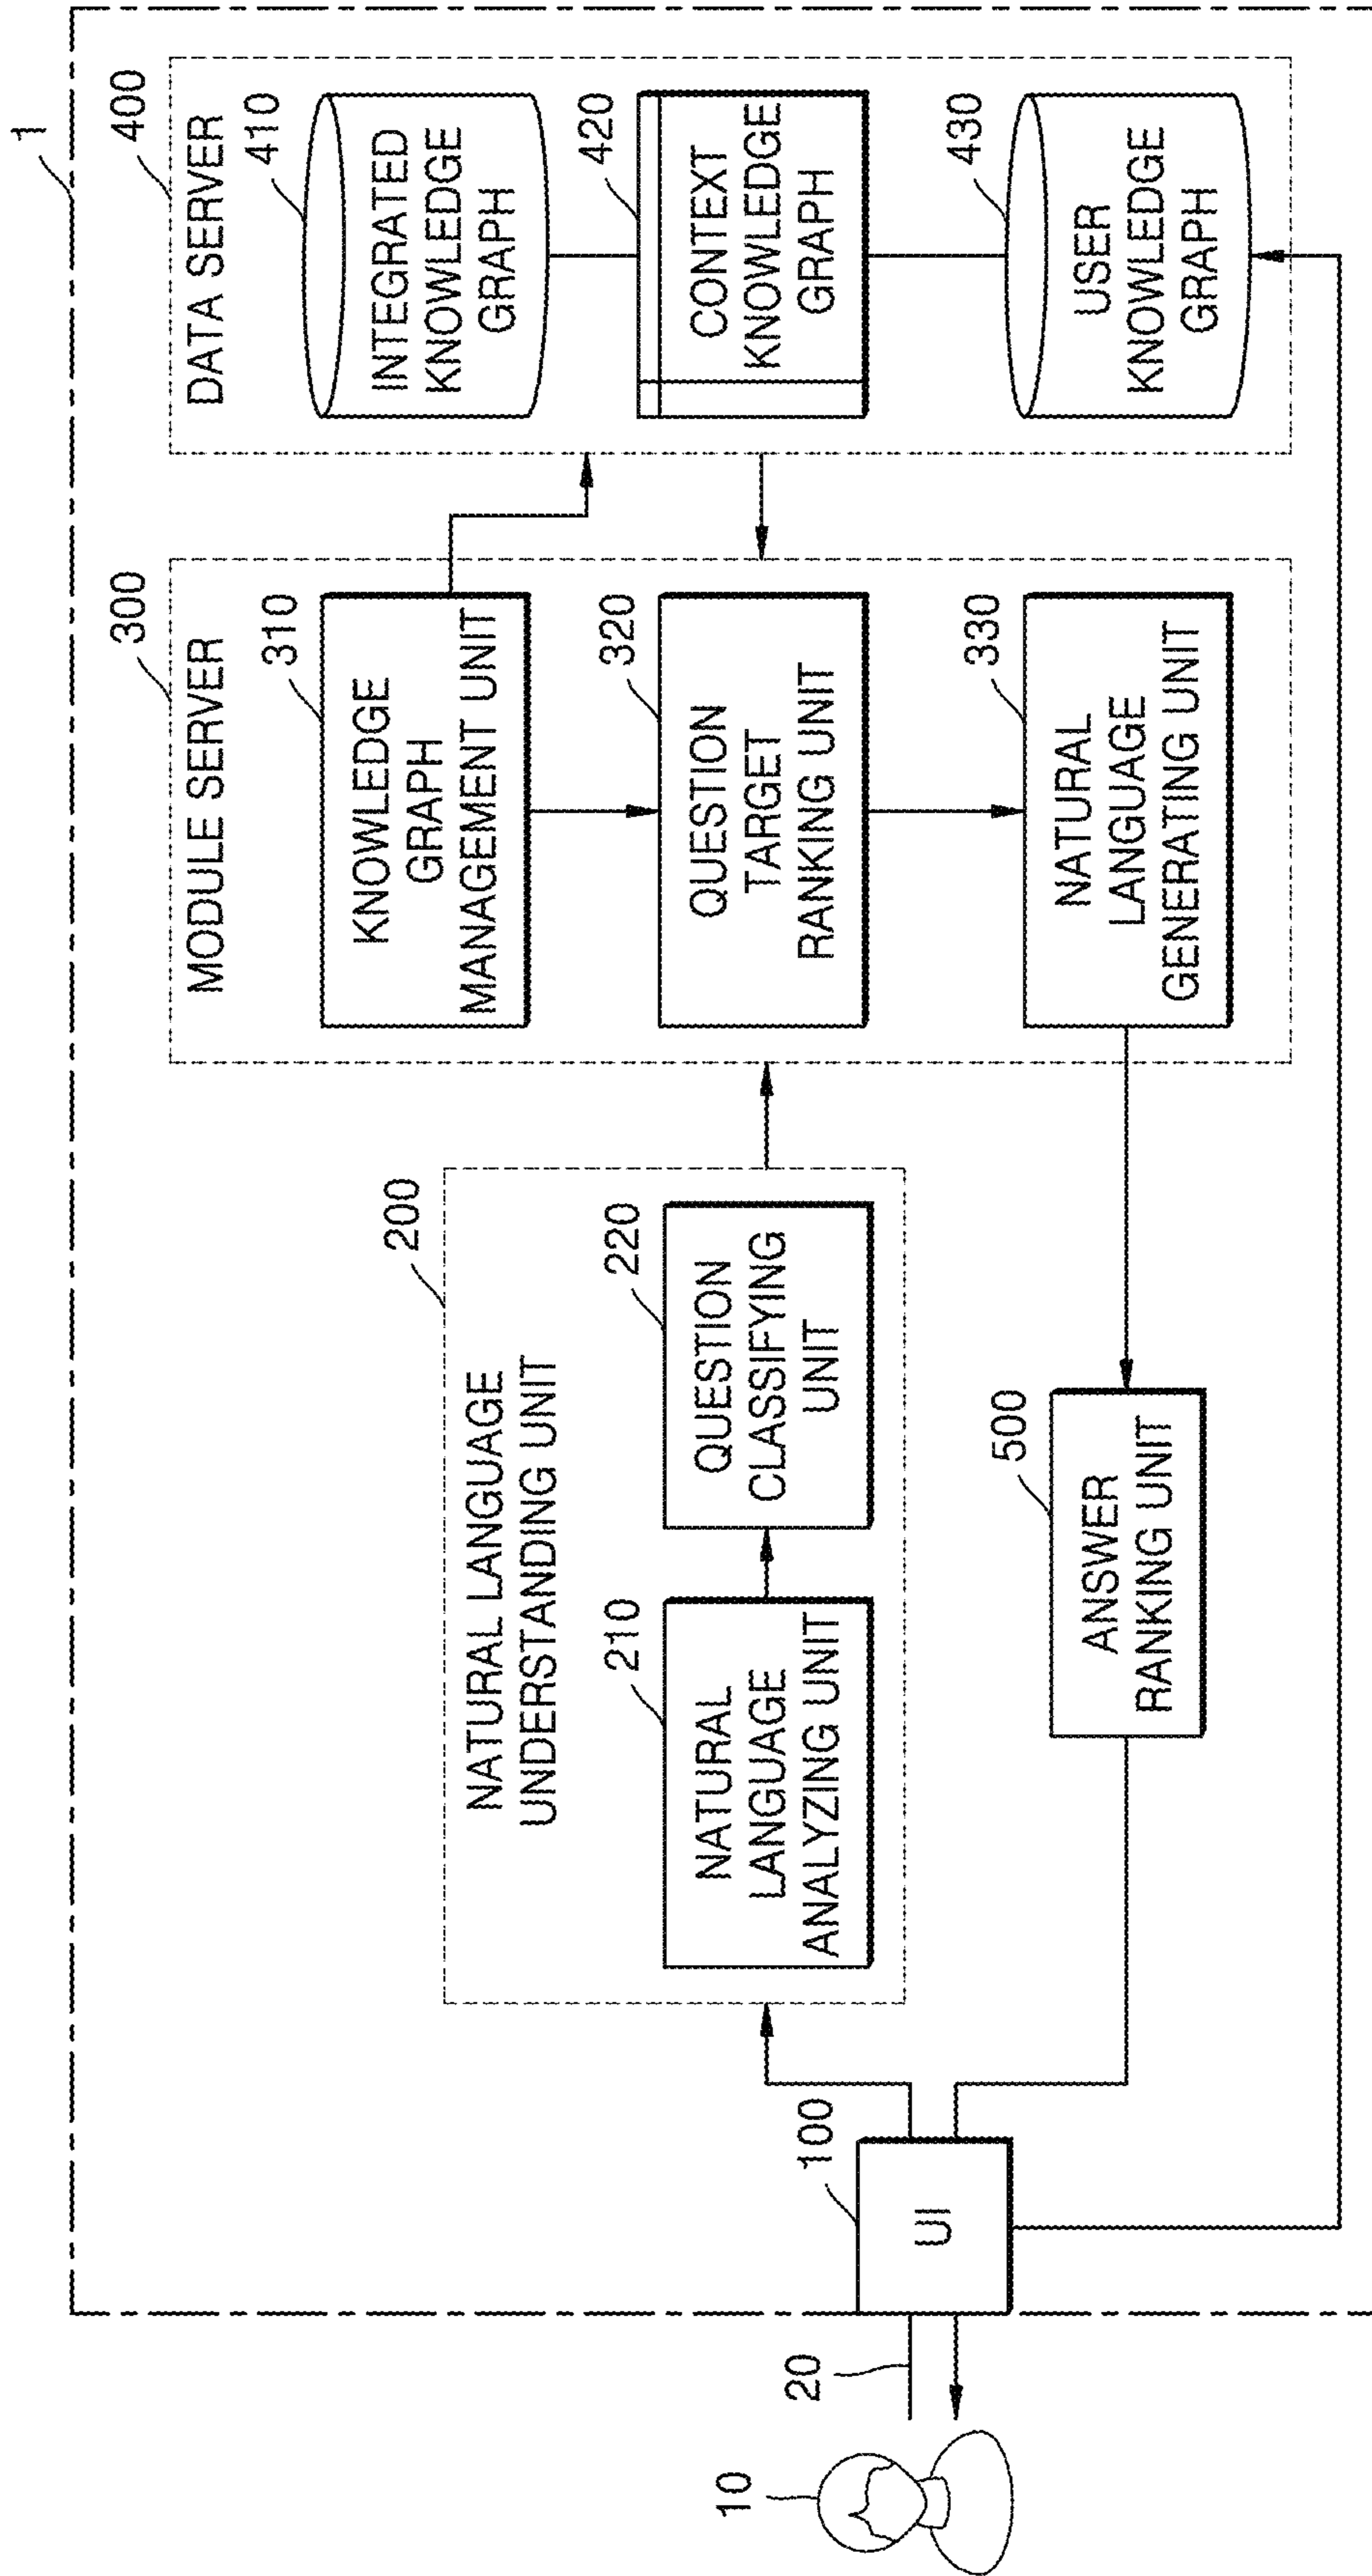 1
400
DATA SERVER
410
INTEGRATED
KNOWLEDGE
GRAPH
420
CONTEXT
KNOWLEDGE
GRAPH
430
USER
KNOWLEDGE
GRAPH
300
MODULE SERVER
310
KNOWLEDGE
GRAPH
MANAGEMENT UNIT
320
QUESTION
TARGET
RANKING UNIT
330
NATURAL
LANGUAGE
GENERATING UNIT
200
NATURAL LANGUAGE
UNDERSTANDING UNIT
210
NATURAL
LANGUAGE
ANALYZING UNIT
220
QUESTION
CLASSIFYING
UNIT
500
ANSWER
RANKING UNIT
100
UI
20
10